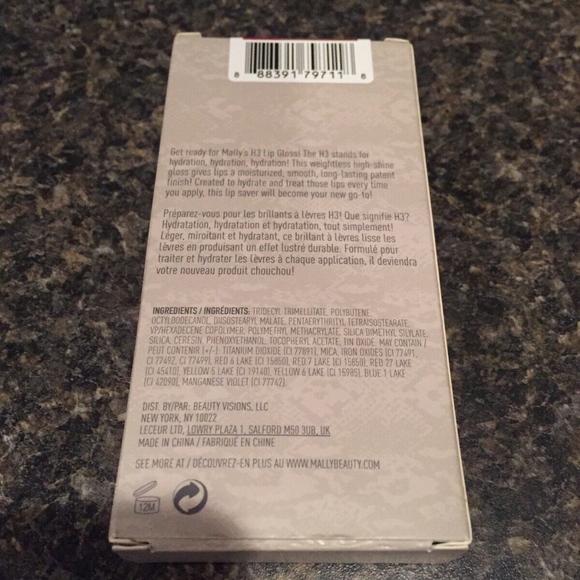 8 88391 79711 6
Get ready for Mally's H3 Lip Gloss! The H3 stands for
hydration, hydration, hydration! This weightless high-shine
gloss gives lips a moisturized, smooth, long-lasting patent
finish! Created to hydrate and treat those lips every time
you apply, this lip saver will become your new go-to!
Préparez-vous pour les brillants à lèvres H3! Que signifie H3?
Hydratation, hydratation et hydratation, tout simplement!
Léger, miroitant et hydratant, ce brillant à lèvres lisse les
lèvres en produisant un effet lustré durable. Formulé pour
traiter et hydrater les lèvres à chaque application, il deviendra
votre nouveau produit chouchou!
INGREDIENTS / INGRÉDIENTS: TRIDECYL TRIMELLITATE, POLYBUTENE,
OCTYLDODECANOL, DIISOSTEARYL MALATE, PENTAERYTHRITYL TETRAISOSTEARATE,
VP/HEXADECENE COPOLYMER, POLYMETHYL METHACRYLATE, SILICA DIMETHYL SILYLATE,
SILICA, CERESIN, PHENOXYETHANOL, TOCOPHERYL ACETATE, TIN OXIDE. MAY CONTAIN /
PEUT CONTENIR [+/-]: TITANIUM DIOXIDE (CI 77891), MICA, IRON OXIDES (CI 77491,
CI 77492, CI 77499), RED 6 LAKE (CI 15850), RED 7 LAKE (CI 15850), RED 27 LAKE
(CI 45410), YELLOW 5 LAKE (CI 19140), YELLOW 6 LAKE (CI 15985), BLUE 1 LAKE
(CI 42090), MANGANESE VIOLET (CI 77742).
DIST. BY/PAR: BEAUTY VISIONS, LLC
NEW YORK, NY 10022
LECEUR LTD, LOWRY PLAZA 1, SALFORD M50 3UB, UK
MADE IN CHINA / FABRIQUÉ EN CHINE
SEE MORE AT / DÉCOUVREZ-EN PLUS AU WWW.MALLYBEAUTY.COM
12M